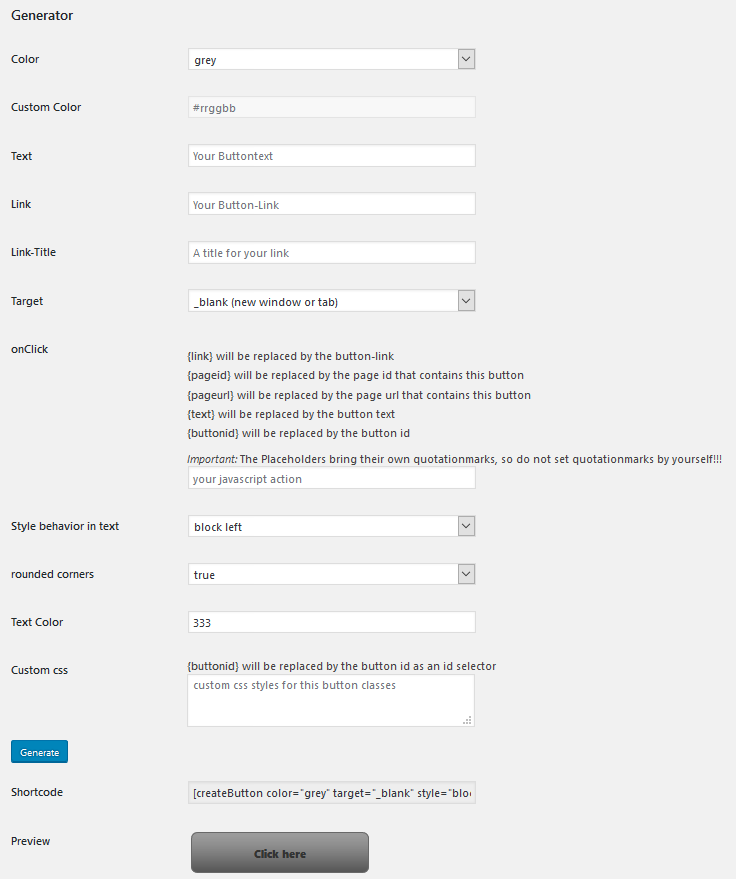 Generator
Color grey
Custom Color #rrggbb
Text Your Buttontext
Link Your Button-Link
Link-Title A title for your link
Target _blank (new window or tab)
onClick
{link} will be replaced by the button-link
{pageid} will be replaced by the page id that contains this button
{pageurl} will be replaced by the page url that contains this button
{text} will be replaced by the button text
{buttonid} will be replaced by the button id
Important: The Placeholders bring their own quotationmarks, so do not set quotationmarks by yourself!!!
your javascript action
Style behavior in text block left
rounded corners true
Text Color 333
Custom css {buttonid} will be replaced by the button id as an id selector
custom css styles for this button classes
Generate
Shortcode [createButton color="grey" target="_blank" style="blo
Preview
Click here